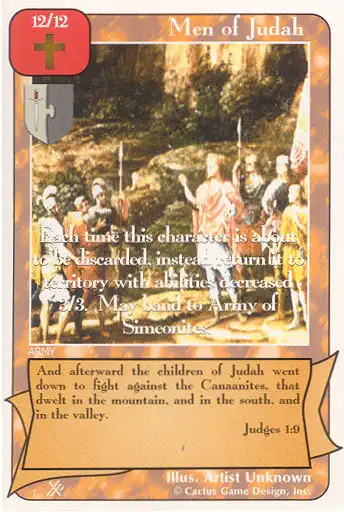 12/12
Men of Judah
Each time this character is about
to be discarded, instead return it to
territory with abilities decreased
3/3. May band to Army of
Simeonites.
ARMY
And afterward the children of Judah went
down to fight against the Canaanites, that
dwelt in the mountain, and in the south, and
in the valley.
Judges 1:9
Illus. Artist Unknown
© Cactus Game Design, Inc.